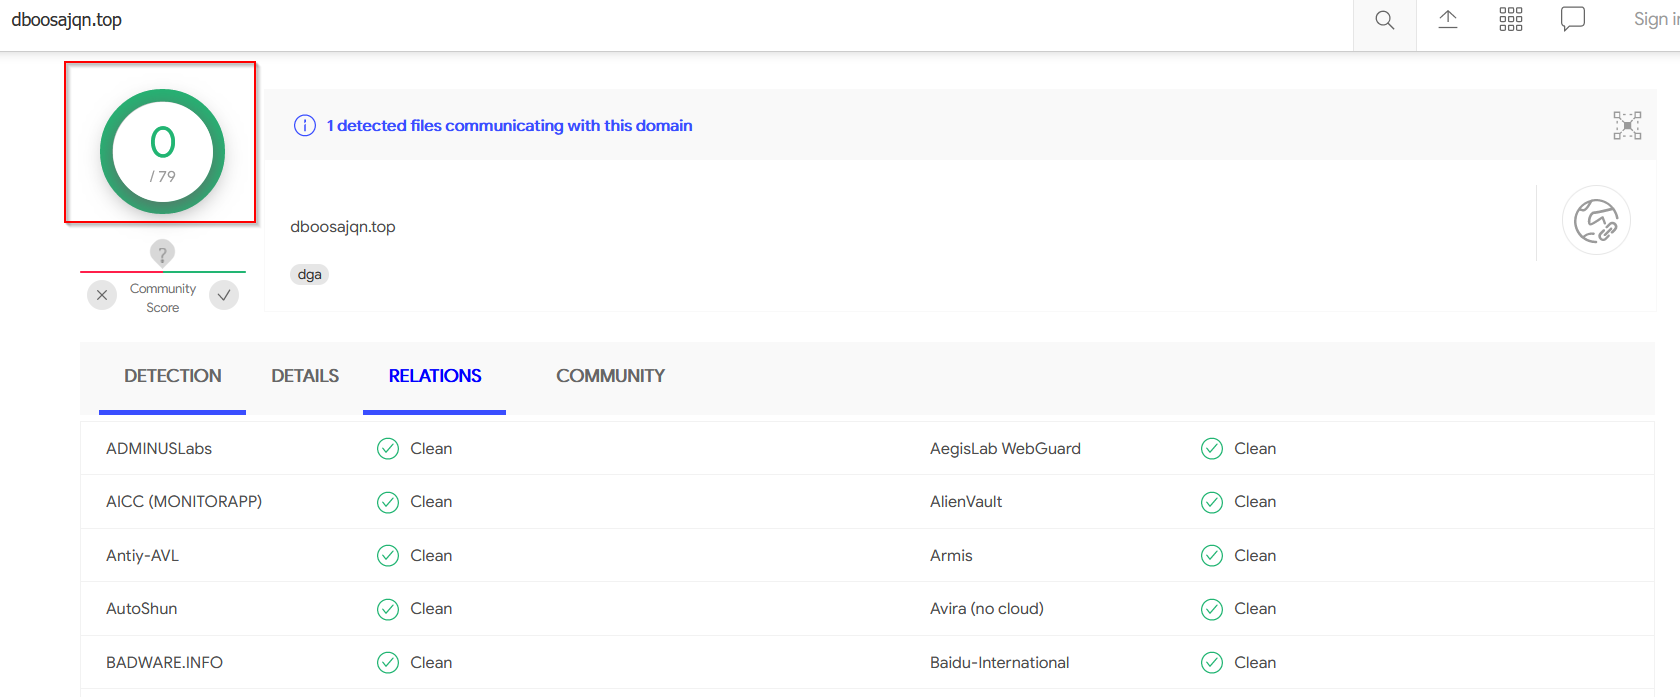 dboosajqn.top
Sign i
0
/ 79
1 detected files communicating with this domain
dboosajqn.top
dga
?
Community
Score
DETECTION DETAILS RELATIONS COMMUNITY
ADMINUSLabs Clean AegisLab WebGuard Clean
AICC (MONITORAPP) Clean AlienVault Clean
Antiy-AVL Clean Armis Clean
AutoShun Clean Avira (no cloud) Clean
BADWARE.INFO Clean Baidu-International Clean